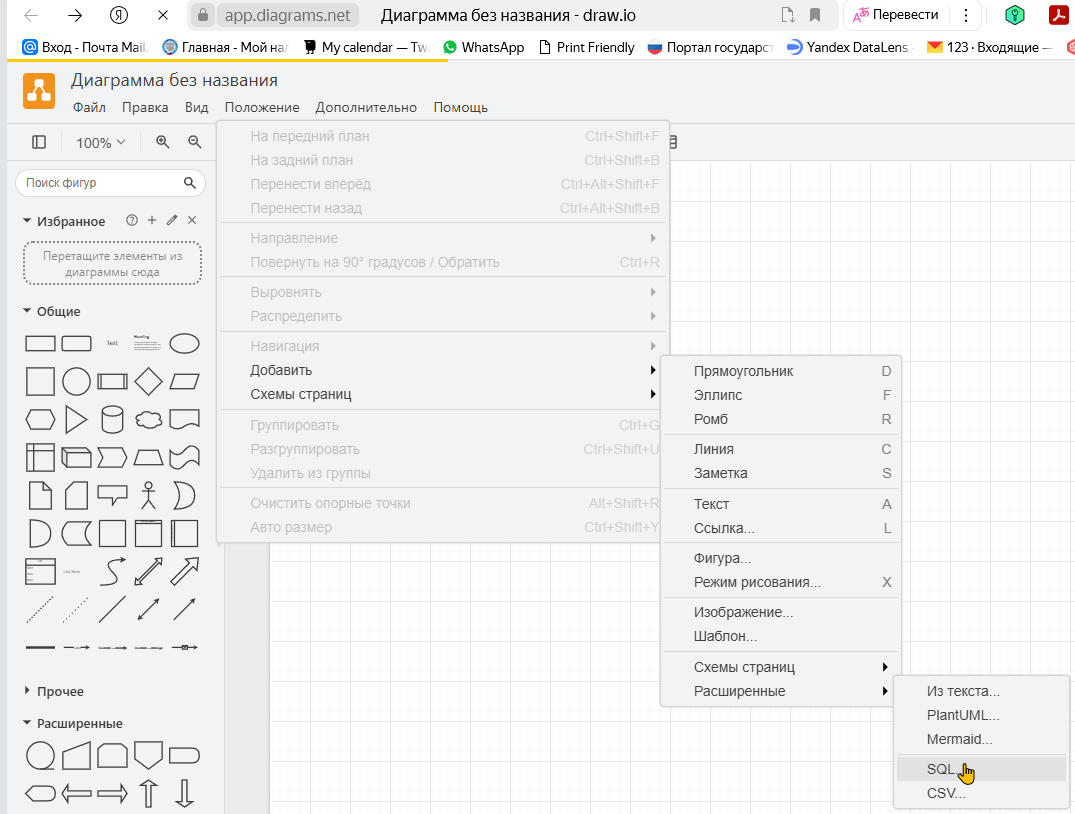 app.diagrams.net
Диаграмма без названия - draw.io
Перевести
Вход - Почта Mail.
Главная - Мой на
My calendar — Tw
WhatsApp
Print Friendly
Портал государст
Yandex DataLens
123 · Входящие —
Диаграмма без названия
Файл Правка Вид Положение Дополнительно Помощь
100%
На передний план Ctrl+Shift+F
На задний план Ctrl+Shift+B
Перенести вперёд Ctrl+Alt+Shift+F
Перенести назад Ctrl+Alt+Shift+B
Направление
Повернуть на 90° градусов / Обратить Ctrl+R
Выровнять
Распределить
Навигация
Добавить
Схемы страниц
Группировать Ctrl+G
Разгруппировать Ctrl+Shift+U
Удалить из группы
Очистить опорные точки Alt+Shift+R
Авто размер Ctrl+Shift+Y
Поиск фигур
Избранное
Перетащите элементы из
диаграммы сюда
Общие
Text
Heading
List Item
Прочее
Расширенные
Прямоугольник D
Эллипс F
Ромб R
Линия C
Заметка S
Текст A
Ссылка... L
Фигура...
Режим рисования... X
Изображение...
Шаблон...
Схемы страниц
Расширенные
Из текста...
PlantUML...
Mermaid...
SQL
CSV...